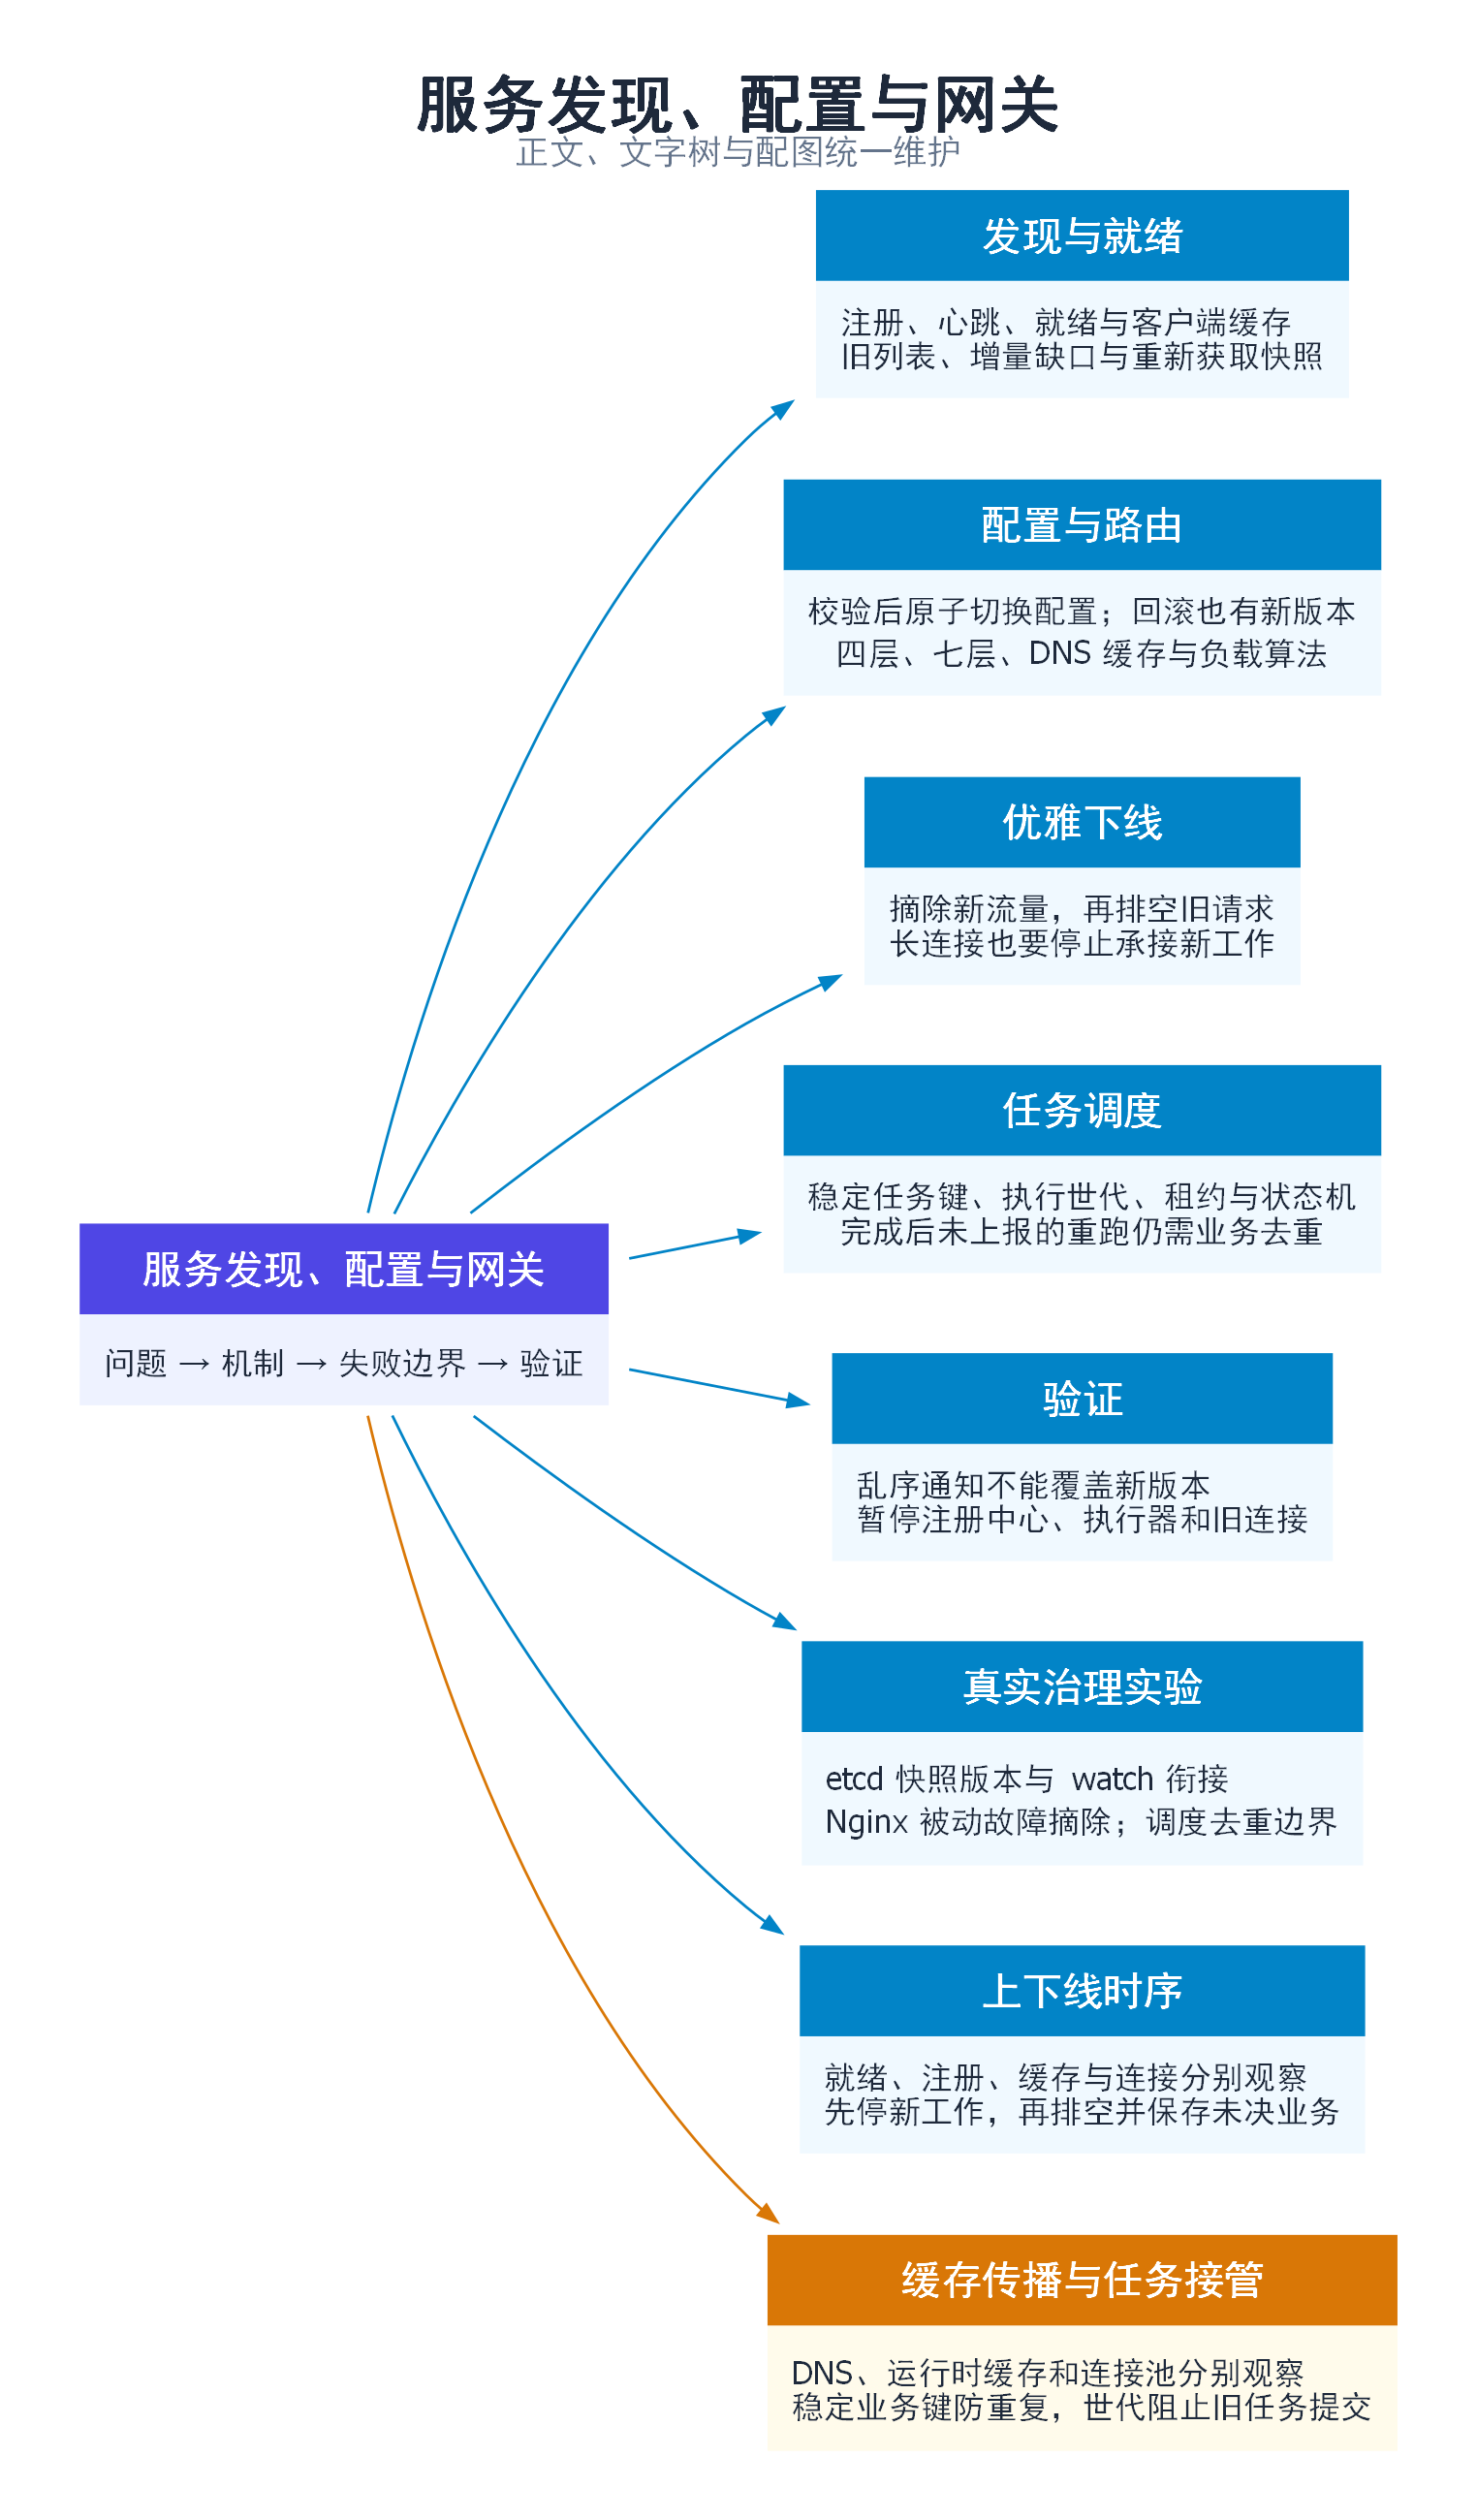 服务发现、配置与网关
正文、文字树与配图统一维护
发现与就绪
注册、心跳、就绪与客户端缓存
旧列表、增量缺口与重新获取快照
配置与路由
校验后原子切换配置；回滚也有新版本
四层、七层、DNS 缓存与负载算法
优雅下线
摘除新流量，再排空旧请求
长连接也要停止承接新工作
任务调度
稳定任务键、执行世代、租约与状态机
完成后未上报的重跑仍需业务去重
服务发现、配置与网关
问题 → 机制 → 失败边界 → 验证
验证
乱序通知不能覆盖新版本
暂停注册中心、执行器和旧连接
真实治理实验
etcd 快照版本与 watch 衔接
Nginx 被动故障摘除；调度去重边界
上下线时序
就绪、注册、缓存与连接分别观察
先停新工作，再排空并保存未决业务
缓存传播与任务接管
DNS、运行时缓存和连接池分别观察
稳定业务键防重复，世代阻止旧任务提交